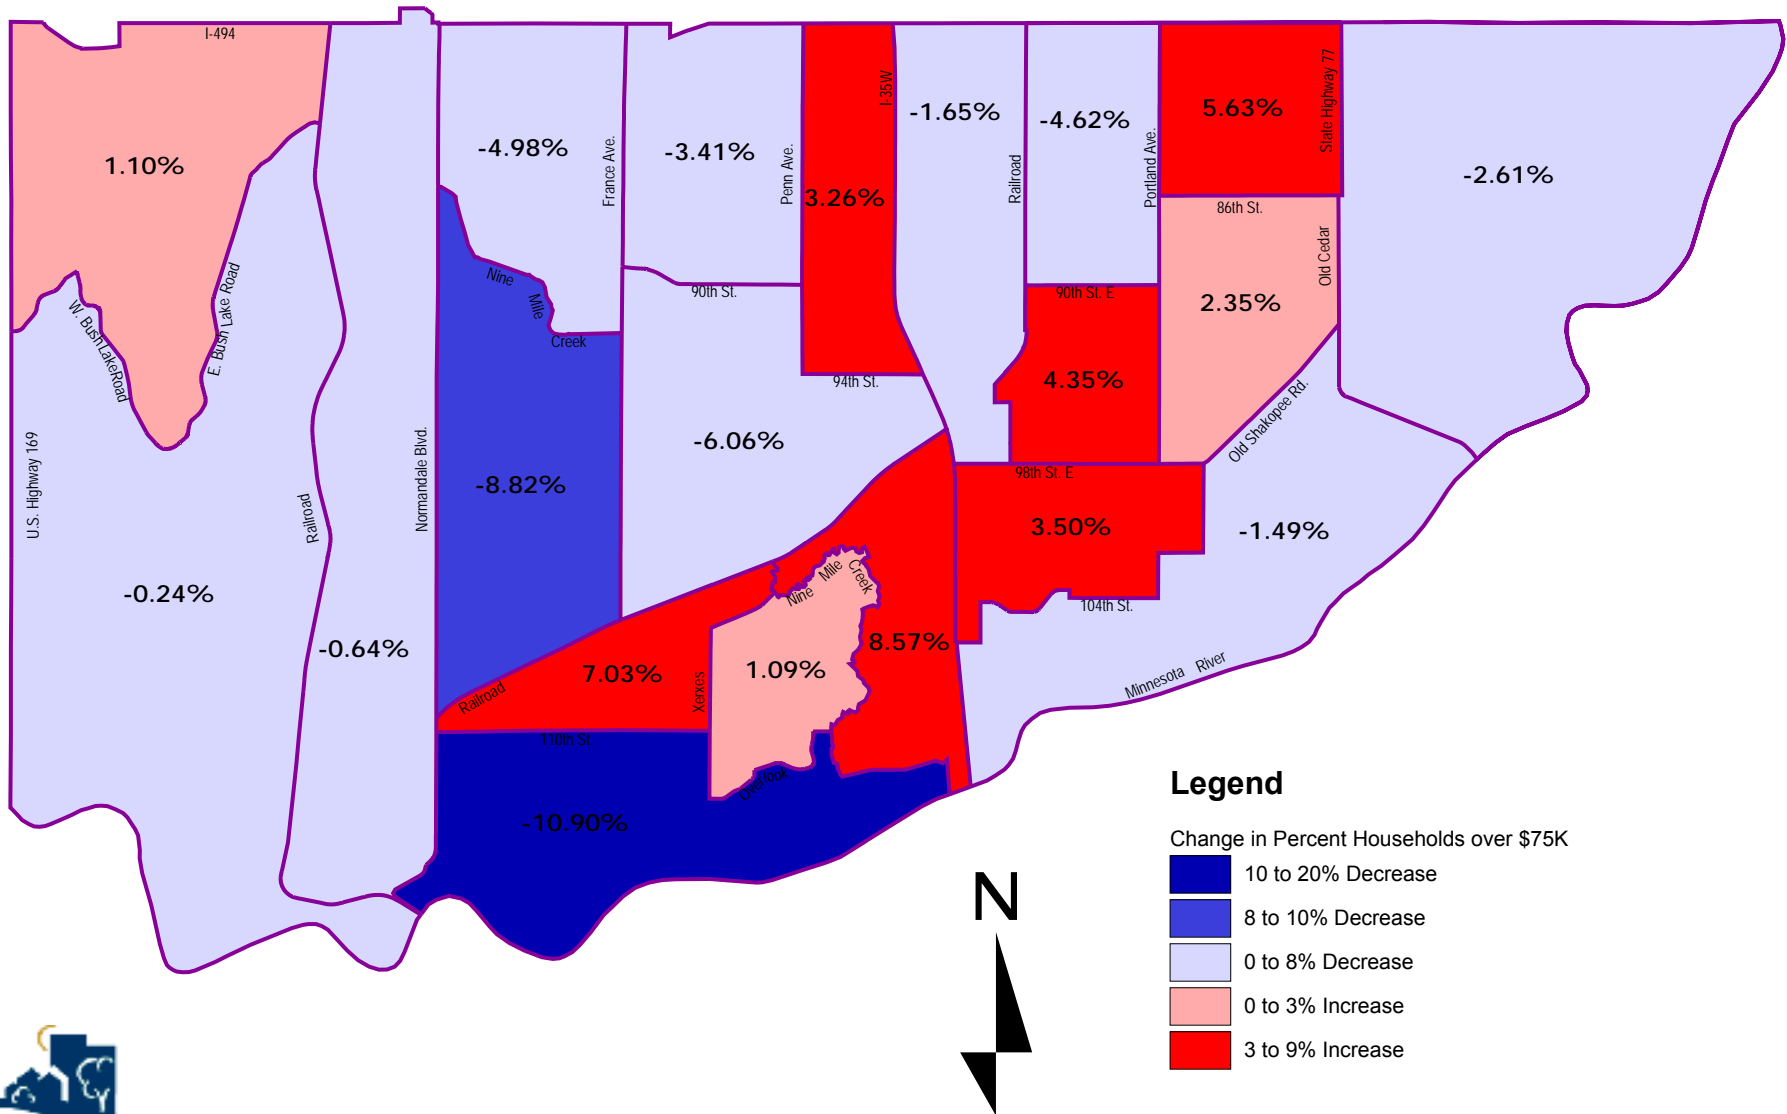 I-494
1.10%
W. Bush Lake Road
E. Bush Lake Road
U.S. Highway 169
-0.24%
Railroad
-0.64%
Normandale Blvd.
-4.98%
France Ave.
Nine Mile Creek
-8.82%
-3.41%
Penn Ave.
90th St.
3.26%
I-35W
94th St.
-6.06%
-1.65%
Railroad
-4.62%
Portland Ave.
90th St. E
4.35%
5.63%
State Highway 77
86th St.
2.35%
Old Cedar
Old Shakopee Rd.
-2.61%
98th St. E
3.50%
104th St.
-1.49%
Minnesota River
Railroad
7.03%
Xerxes
110th St
Nine Mile Creek
1.09%
8.57%
Overlook
-10.90%
N
Legend
Change in Percent Households over $75K
10 to 20% Decrease
8 to 10% Decrease
0 to 8% Decrease
0 to 3% Increase
3 to 9% Increase